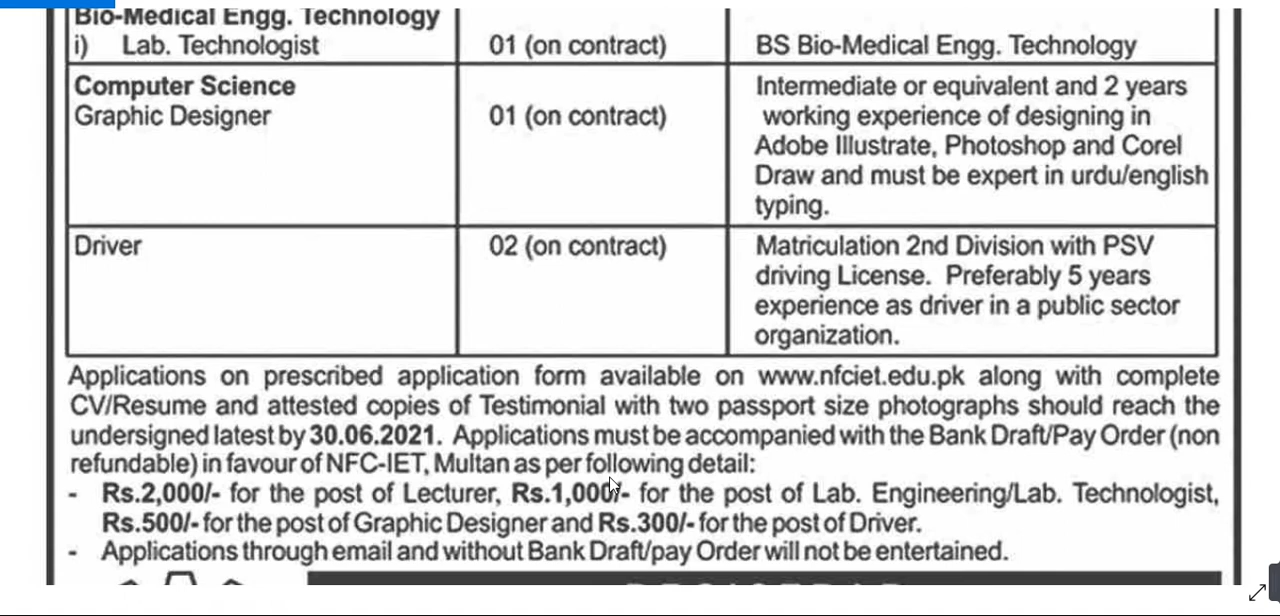 Bio-Medical Engg. Technology
i) Lab. Technologist 01 (on contract) BS Bio-Medical Engg. Technology
Computer Science Intermediate or equivalent and 2 years
Graphic Designer 01 (on contract) working experience of designing in
Adobe Illustrate, Photoshop and Corel
Draw and must be expert in urdu/english
typing.
Driver 02 (on contract) Matriculation 2nd Division with PSV
driving License. Preferably 5 years
experience as driver in a public sector
organization.
Applications on prescribed application form available on www.nfciet.edu.pk along with complete
CV/Resume and attested copies of Testimonial with two passport size photographs should reach the
undersigned latest by 30.06.2021. Applications must be accompanied with the Bank Draft/Pay Order (non
refundable) in favour of NFC-IET, Multan as per following detail:
- Rs.2,000/- for the post of Lecturer, Rs.1,000/- for the post of Lab. Engineering/Lab. Technologist,
Rs.500/- for the post of Graphic Designer and Rs.300/- for the post of Driver.
- Applications through email and without Bank Draft/pay Order will not be entertained.